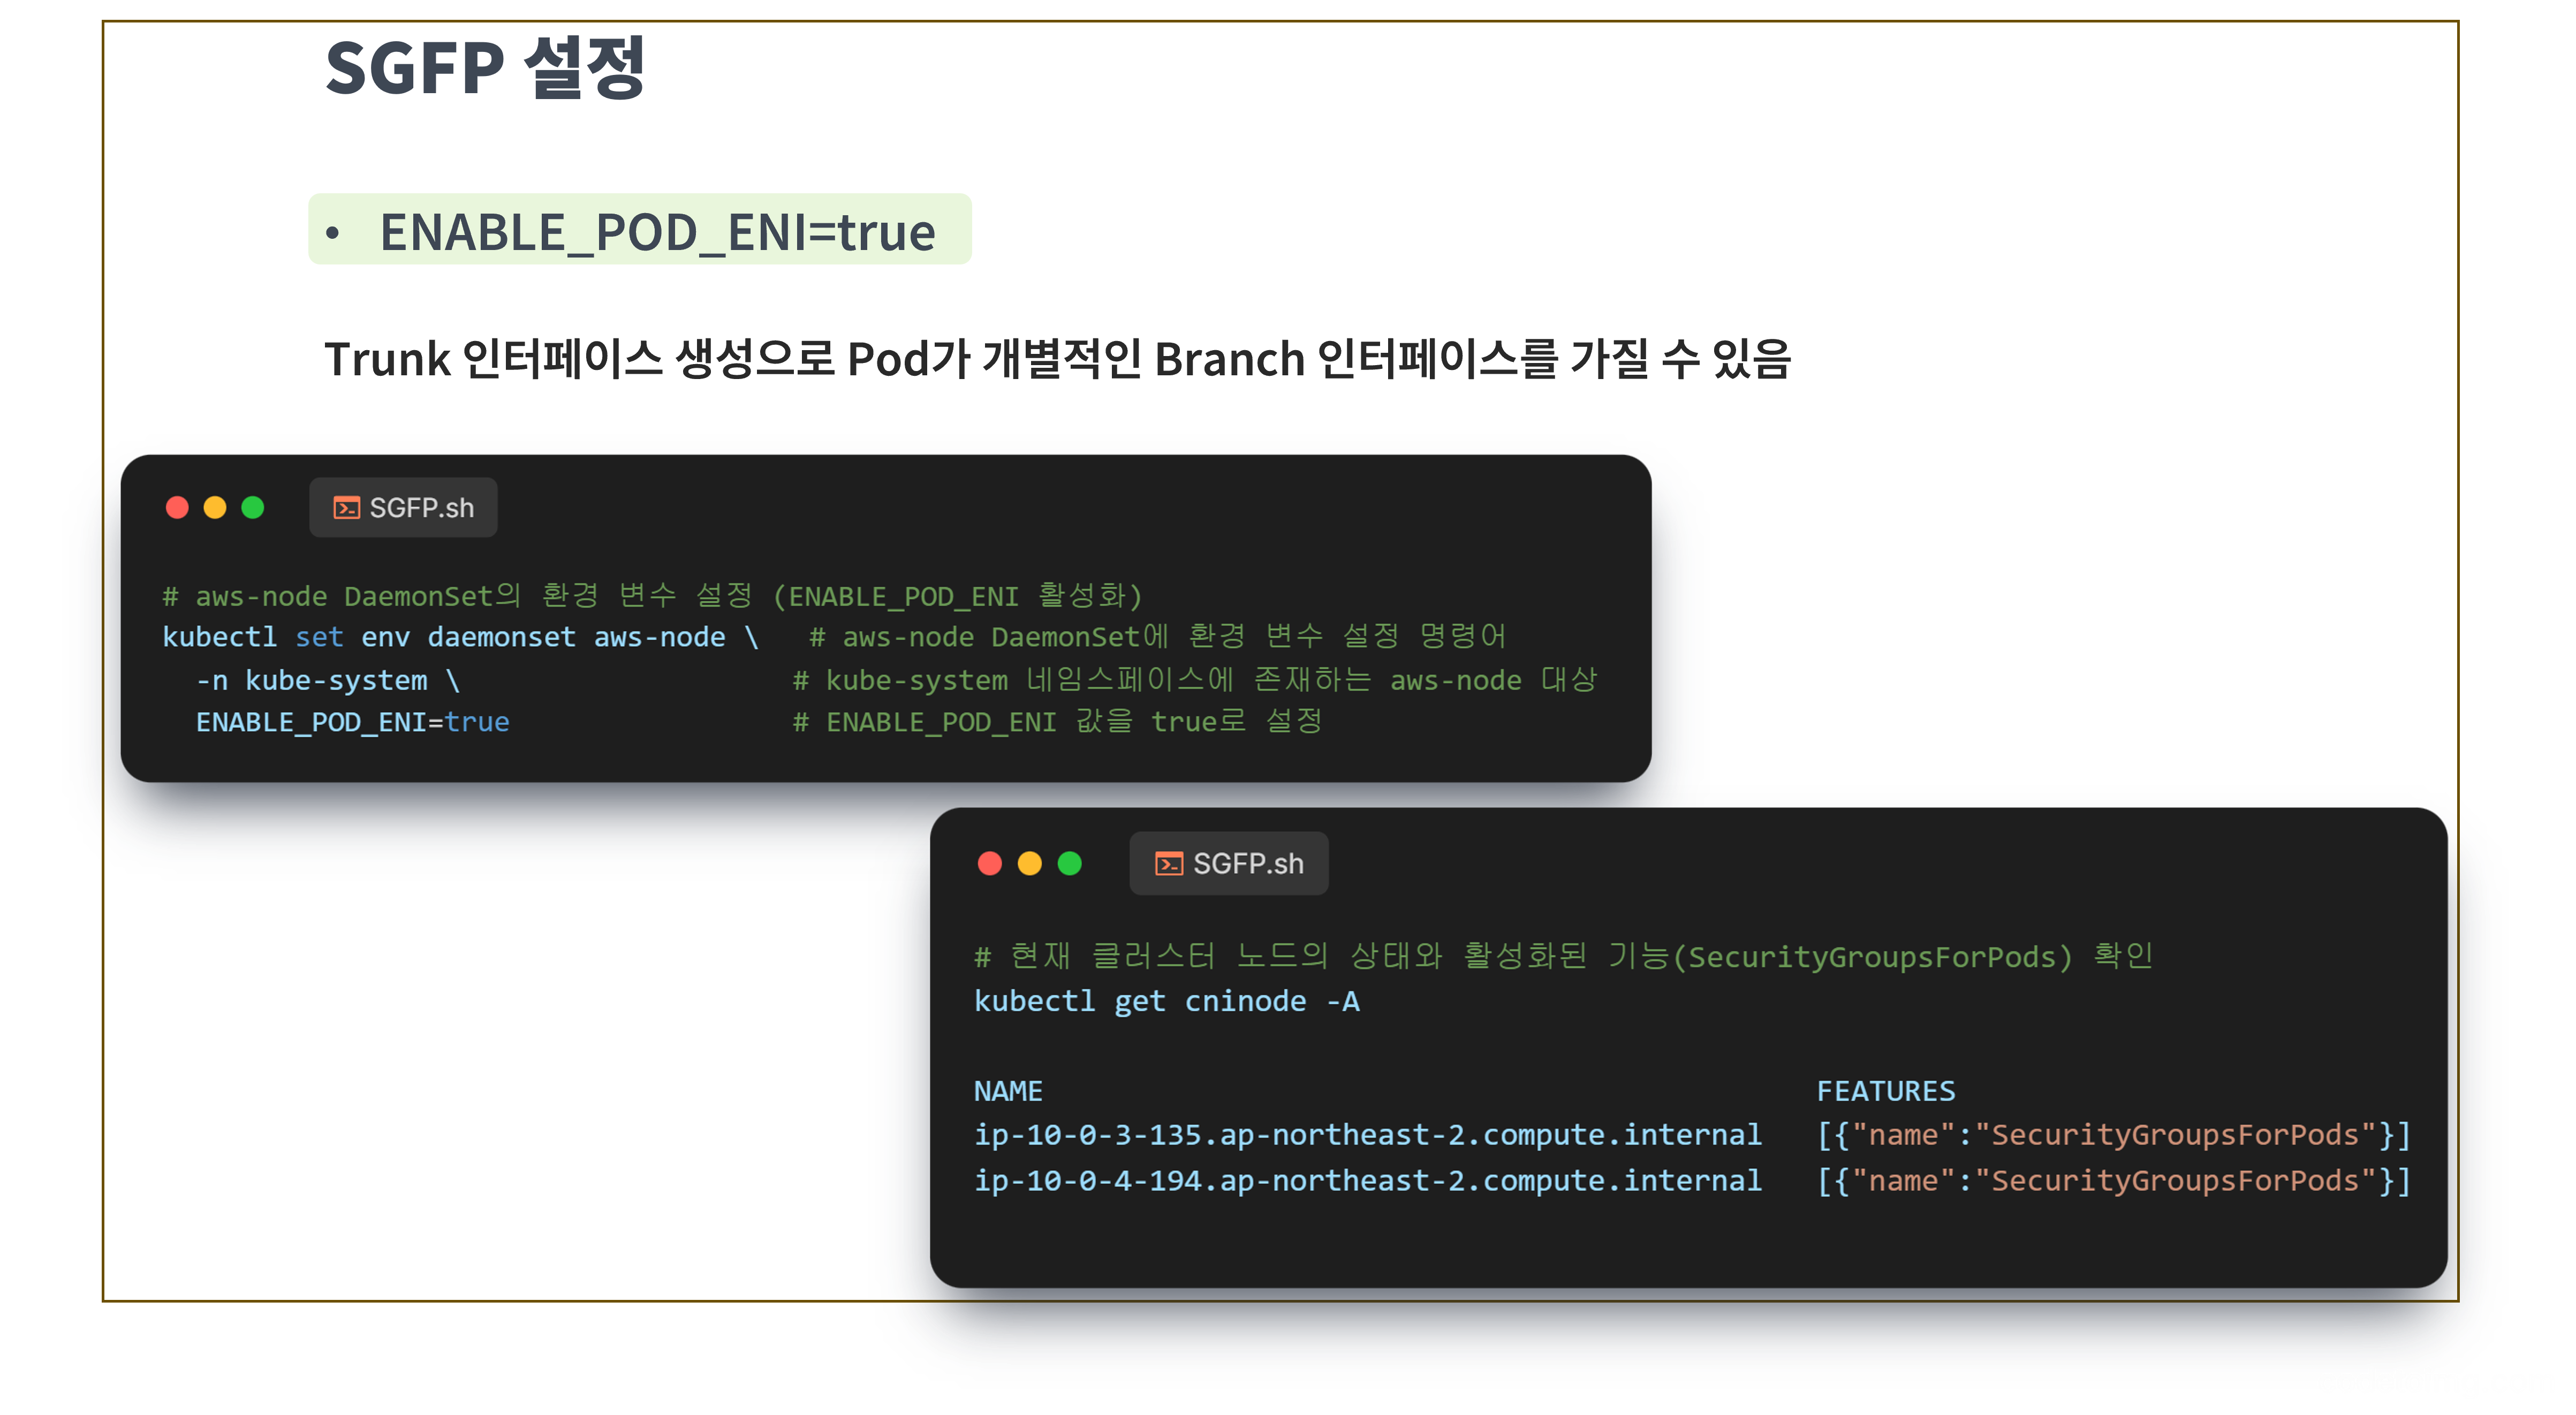 SGFP 설정
• ENABLE_POD_ENI=true
Trunk 인터페이스 생성으로 Pod가 개별적인 Branch 인터페이스를 가질 수 있음
SGFP.sh
# aws-node DaemonSet의 환경 변수 설정 (ENABLE_POD_ENI 활성화)
kubectl set env daemonset aws-node \   # aws-node DaemonSet에 환경 변수 설정 명령어
  -n kube-system \                    # kube-system 네임스페이스에 존재하는 aws-node 대상
  ENABLE_POD_ENI=true                 # ENABLE_POD_ENI 값을 true로 설정
SGFP.sh
# 현재 클러스터 노드의 상태와 활성화된 기능(SecurityGroupsForPods) 확인
kubectl get cninode -A
NAME                                           FEATURES
ip-10-0-3-135.ap-northeast-2.compute.internal   [{"name":"SecurityGroupsForPods"}]
ip-10-0-4-194.ap-northeast-2.compute.internal   [{"name":"SecurityGroupsForPods"}]